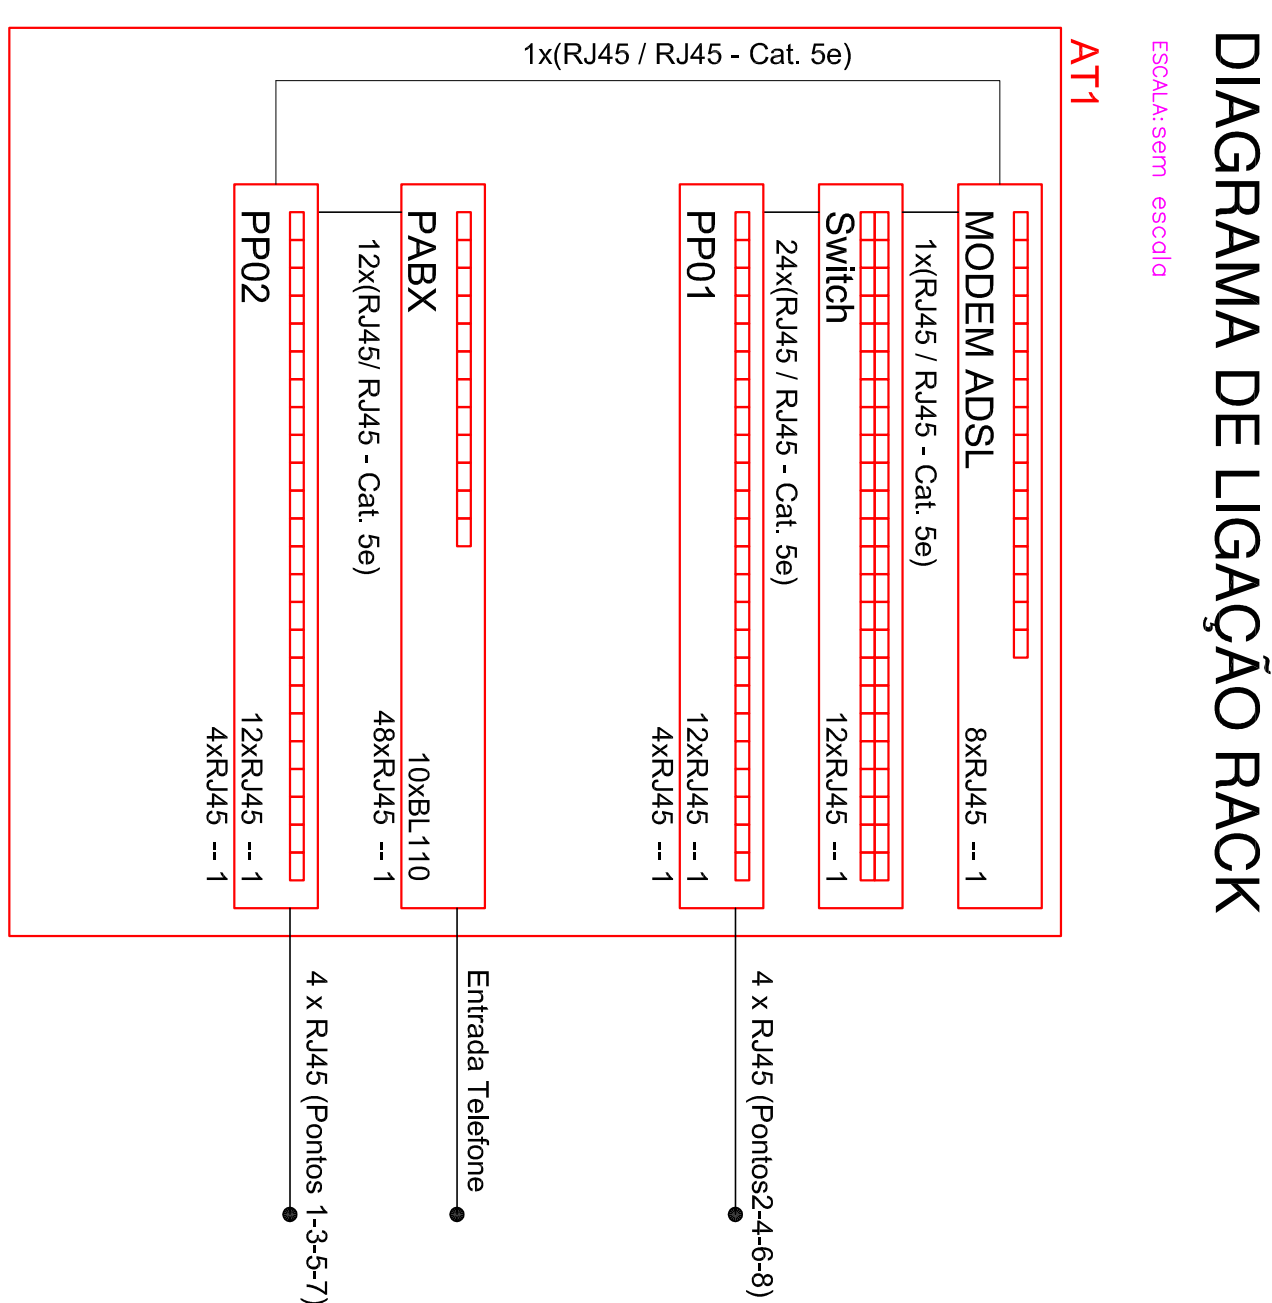 DIAGRAMA DE LIGAÇÃO RACK
ESCALA: sem escala
AT1
1x(RJ45 / RJ45 - Cat. 5e)
MODEM ADSL
8xRJ45 -- 1
1x(RJ45 / RJ45 - Cat. 5e)
Switch
12xRJ45 -- 1
24x(RJ45 / RJ45 - Cat. 5e)
PP01
12xRJ45 -- 1
4xRJ45 -- 1
4 x RJ45 (Pontos2-4-6-8)
PABX
10xBL110
48xRJ45 -- 1
Entrada Telefone
12x(RJ45/ RJ45 - Cat. 5e)
PP02
12xRJ45 -- 1
4xRJ45 -- 1
4 x RJ45 (Pontos 1-3-5-7)